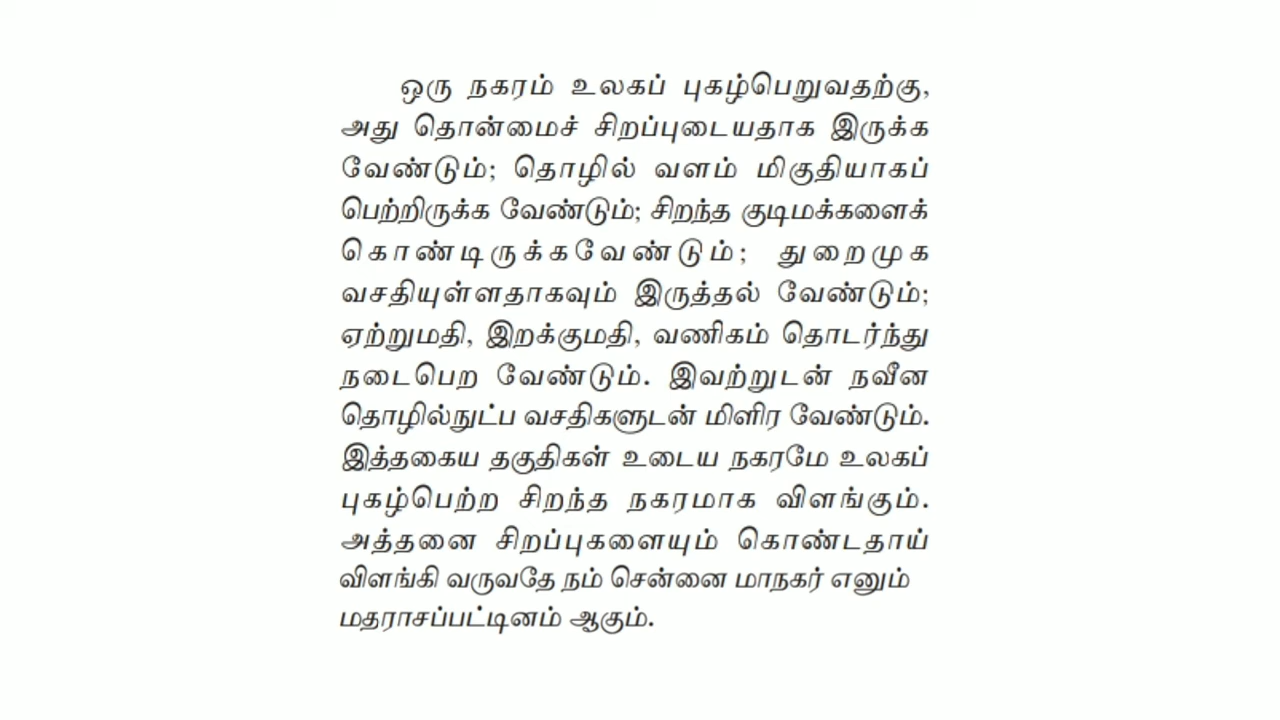 ஒரு நகரம் உலகப் புகழ்பெறுவதற்கு,
அது தொன்மைச் சிறப்புடையதாக இருக்க
வேண்டும்; தொழில் வளம் மிகுதியாகப்
பெற்றிருக்க வேண்டும்; சிறந்த குடிமக்களைக்
கொண்டிருக்கவேண்டும்; துறைமுக
வசதியுள்ளதாகவும் இருத்தல் வேண்டும்;
ஏற்றுமதி, இறக்குமதி, வணிகம் தொடர்ந்து
நடைபெற வேண்டும். இவற்றுடன் நவீன
தொழில்நுட்ப வசதிகளுடன் மிளிர வேண்டும்.
இத்தகைய தகுதிகள் உடைய நகரமே உலகப்
புகழ்பெற்ற சிறந்த நகரமாக விளங்கும்.
அத்தனை சிறப்புகளையும் கொண்டதாய்
விளங்கி வருவதே நம் சென்னை மாநகர் எனும்
மதராசப்பட்டினம் ஆகும்.